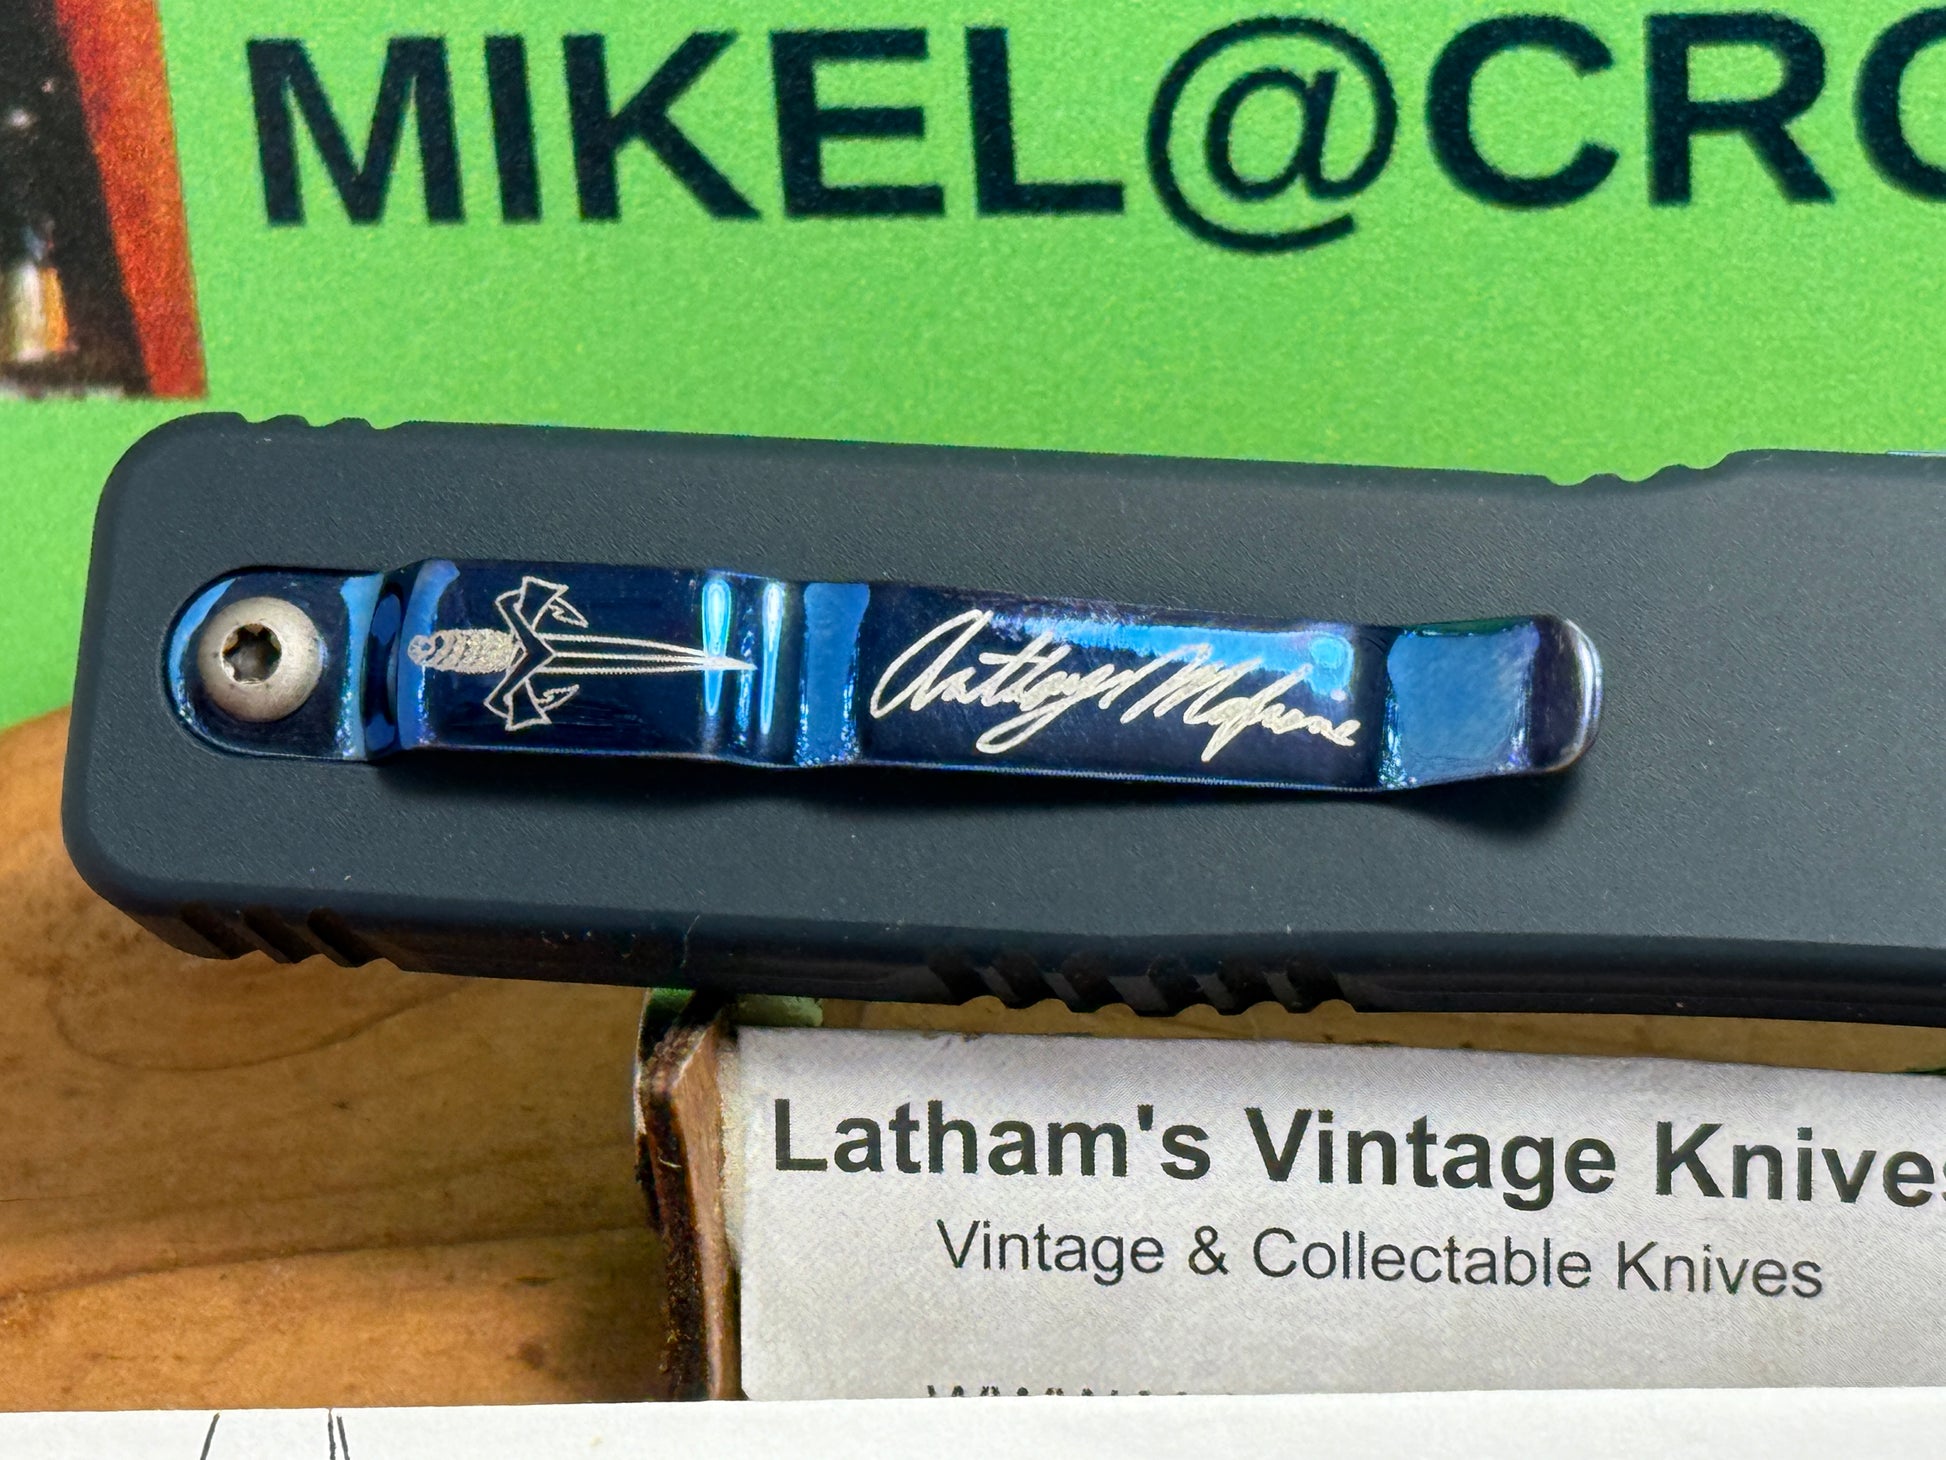 MIKEL@CRO
Anthony Marfione
Latham's Vintage Knives
Vintage & Collectable Knives